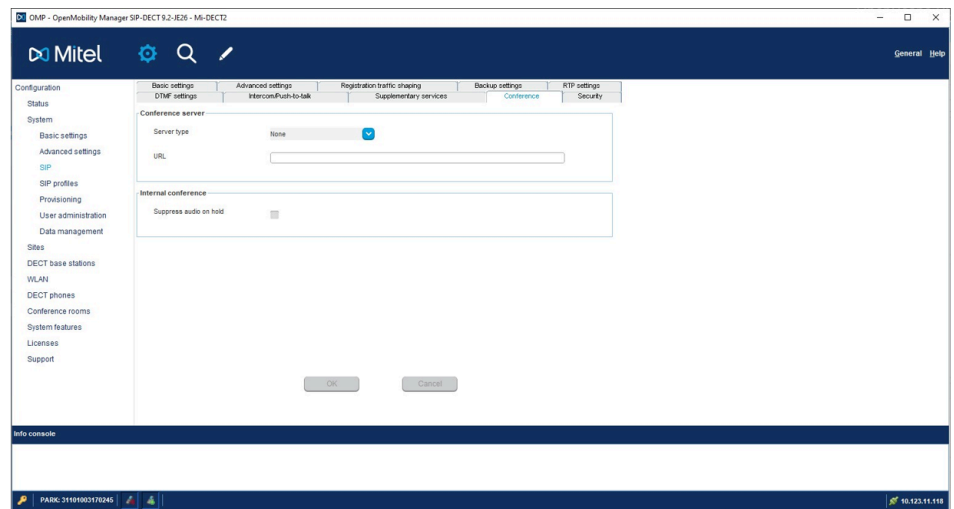 OMP - OpenMobility Manager SIP-DECT 9.2-JE26 - Mi-DECT2
Mitel
General Help
Configuration
Status
System
Basic settings
Advanced settings
SIP
SIP profiles
Provisioning
User administration
Data management
Sites
DECT base stations
WLAN
DECT phones
Conference rooms
System features
Licenses
Support
Basic settings Advanced settings Registration traffic shaping Backup settings RTP settings
DTMF settings Intercom/Push-to-talk Supplementary services Conference Security
Conference server
Server type None
URL
Internal conference
Suppress audio on hold
OK Cancel
Info console
PARK: 31101003170245
10.123.11.118